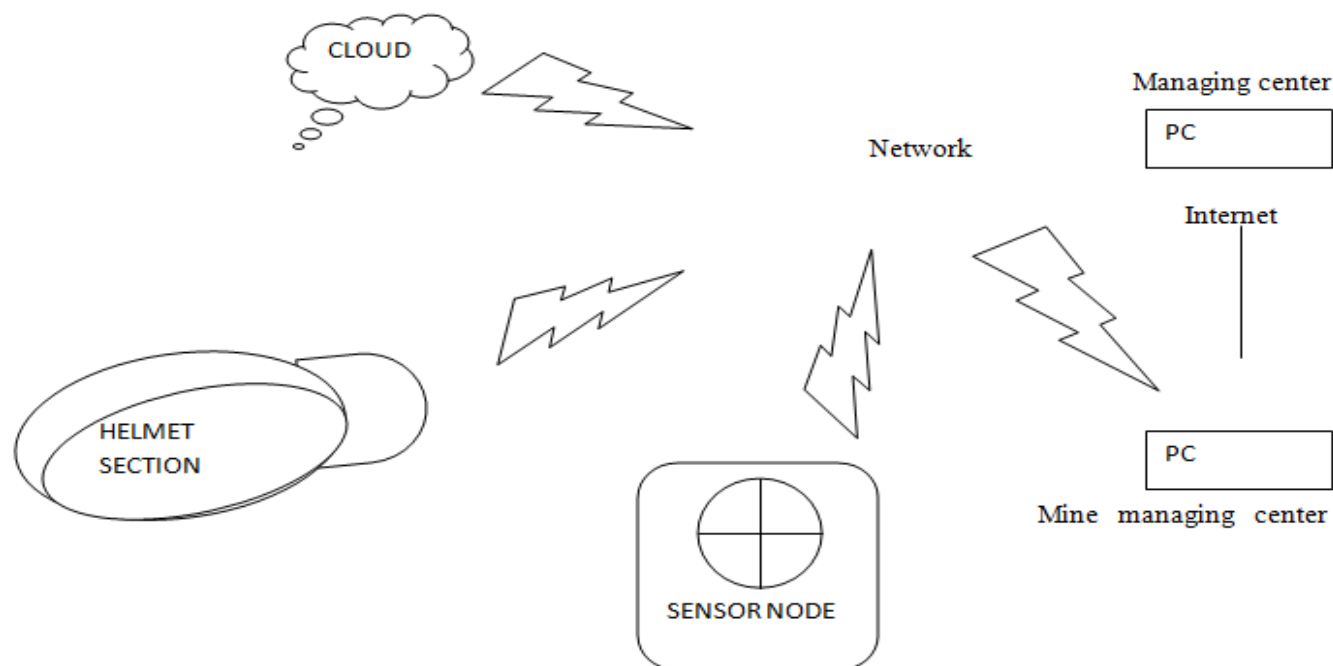 CLOUD
Managing center
PC
Network
Internet
HELMET
SECTION
PC
Mine managing center
SENSOR NODE